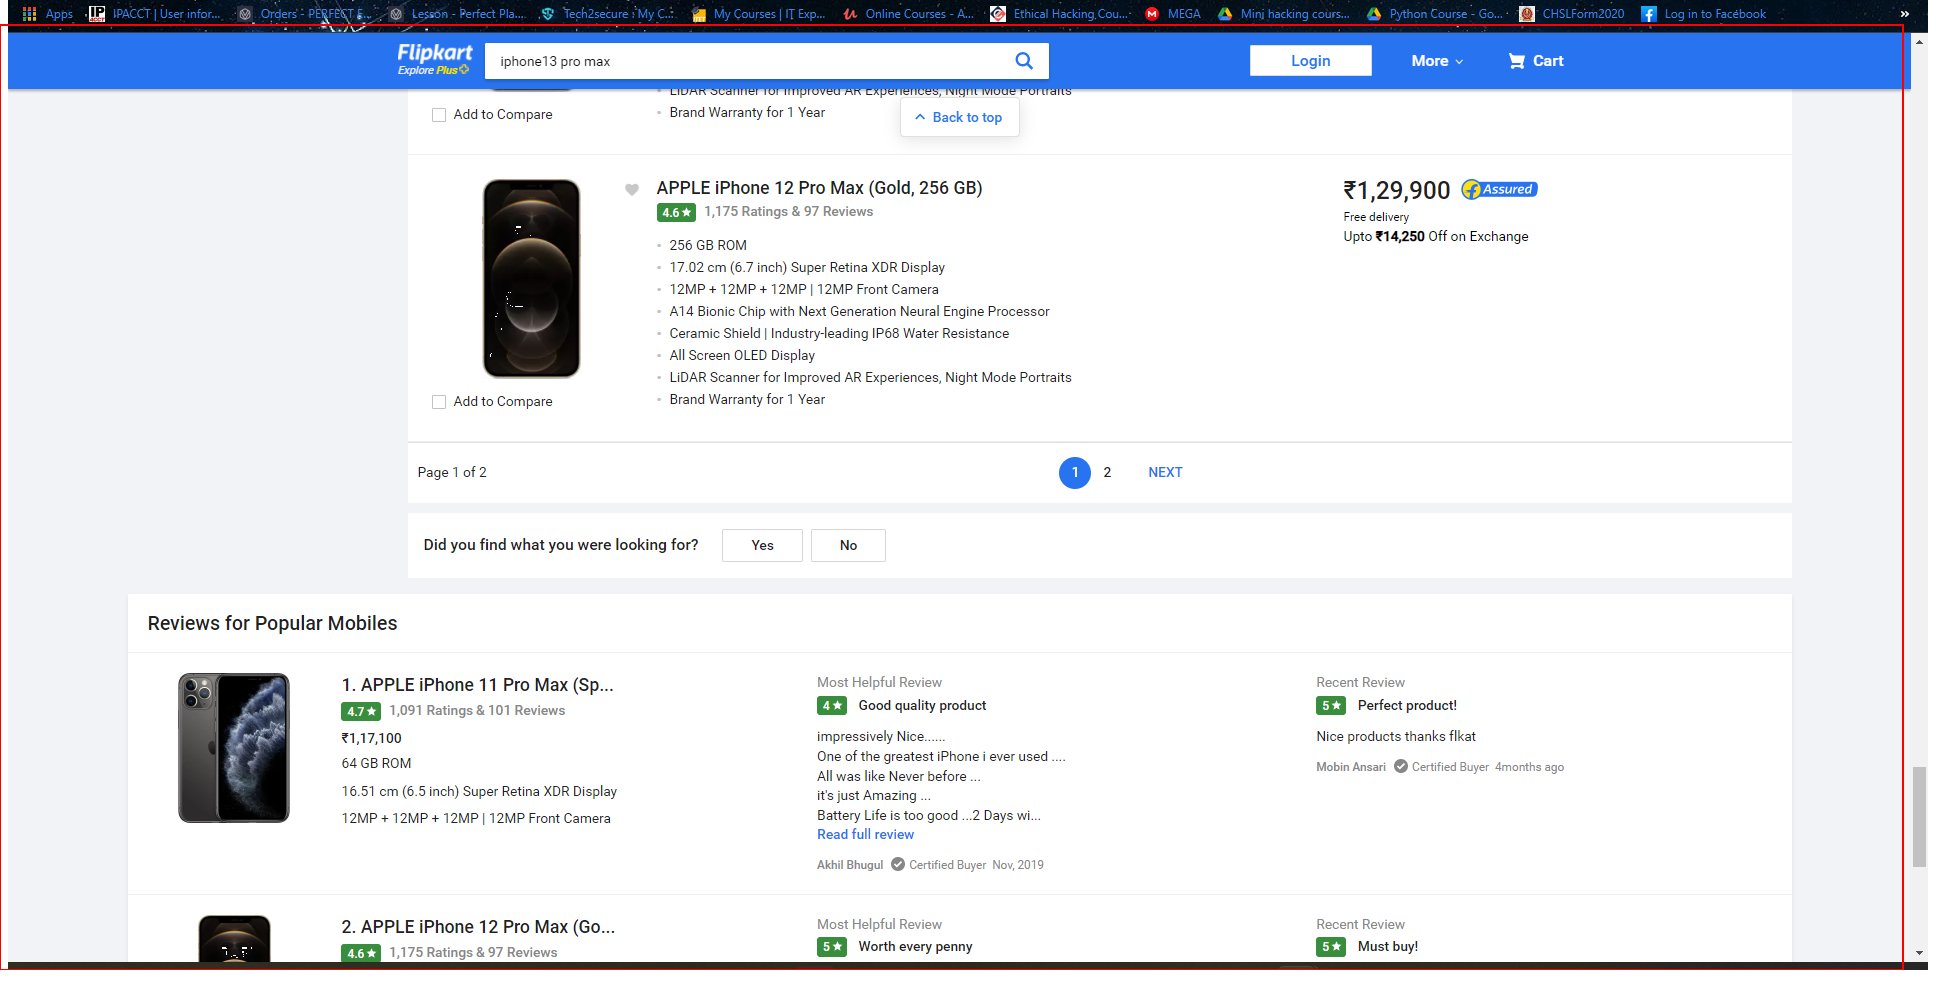 Apps IPACCT | User infor... Orders - PERFECT E... Lesson - Perfect Pla... Tech2secure : My C... My Courses | IT Exp... Online Courses - A... Ethical Hacking Cou... MEGA Mini hacking cours... Python Course - Go... CHSLForm2020 Log in to Facebook »
Flipkart
Explore Plus
iphone13 pro max
Login
More
Cart
LiDAR Scanner for Improved AR Experiences, Night Mode Portraits
Add to Compare
Brand Warranty for 1 Year
Back to top
APPLE iPhone 12 Pro Max (Gold, 256 GB)
4.6★ 1,175 Ratings & 97 Reviews
256 GB ROM
17.02 cm (6.7 inch) Super Retina XDR Display
12MP + 12MP + 12MP | 12MP Front Camera
A14 Bionic Chip with Next Generation Neural Engine Processor
Ceramic Shield | Industry-leading IP68 Water Resistance
All Screen OLED Display
LiDAR Scanner for Improved AR Experiences, Night Mode Portraits
Brand Warranty for 1 Year
₹1,29,900 Assured
Free delivery
Upto ₹14,250 Off on Exchange
Add to Compare
Page 1 of 2
1 2 NEXT
Did you find what you were looking for? Yes No
Reviews for Popular Mobiles
1. APPLE iPhone 11 Pro Max (Sp...
4.7★ 1,091 Ratings & 101 Reviews
₹1,17,100
64 GB ROM
16.51 cm (6.5 inch) Super Retina XDR Display
12MP + 12MP + 12MP | 12MP Front Camera
Most Helpful Review
4★ Good quality product
impressively Nice......
One of the greatest iPhone i ever used ....
All was like Never before ...
it's just Amazing ...
Battery Life is too good ...2 Days wi...
Read full review
Akhil Bhugul Certified Buyer Nov, 2019
Recent Review
5★ Perfect product!
Nice products thanks flkat
Mobin Ansari Certified Buyer 4months ago
2. APPLE iPhone 12 Pro Max (Go...
4.6★ 1,175 Ratings & 97 Reviews
Most Helpful Review
5★ Worth every penny
Recent Review
5★ Must buy!